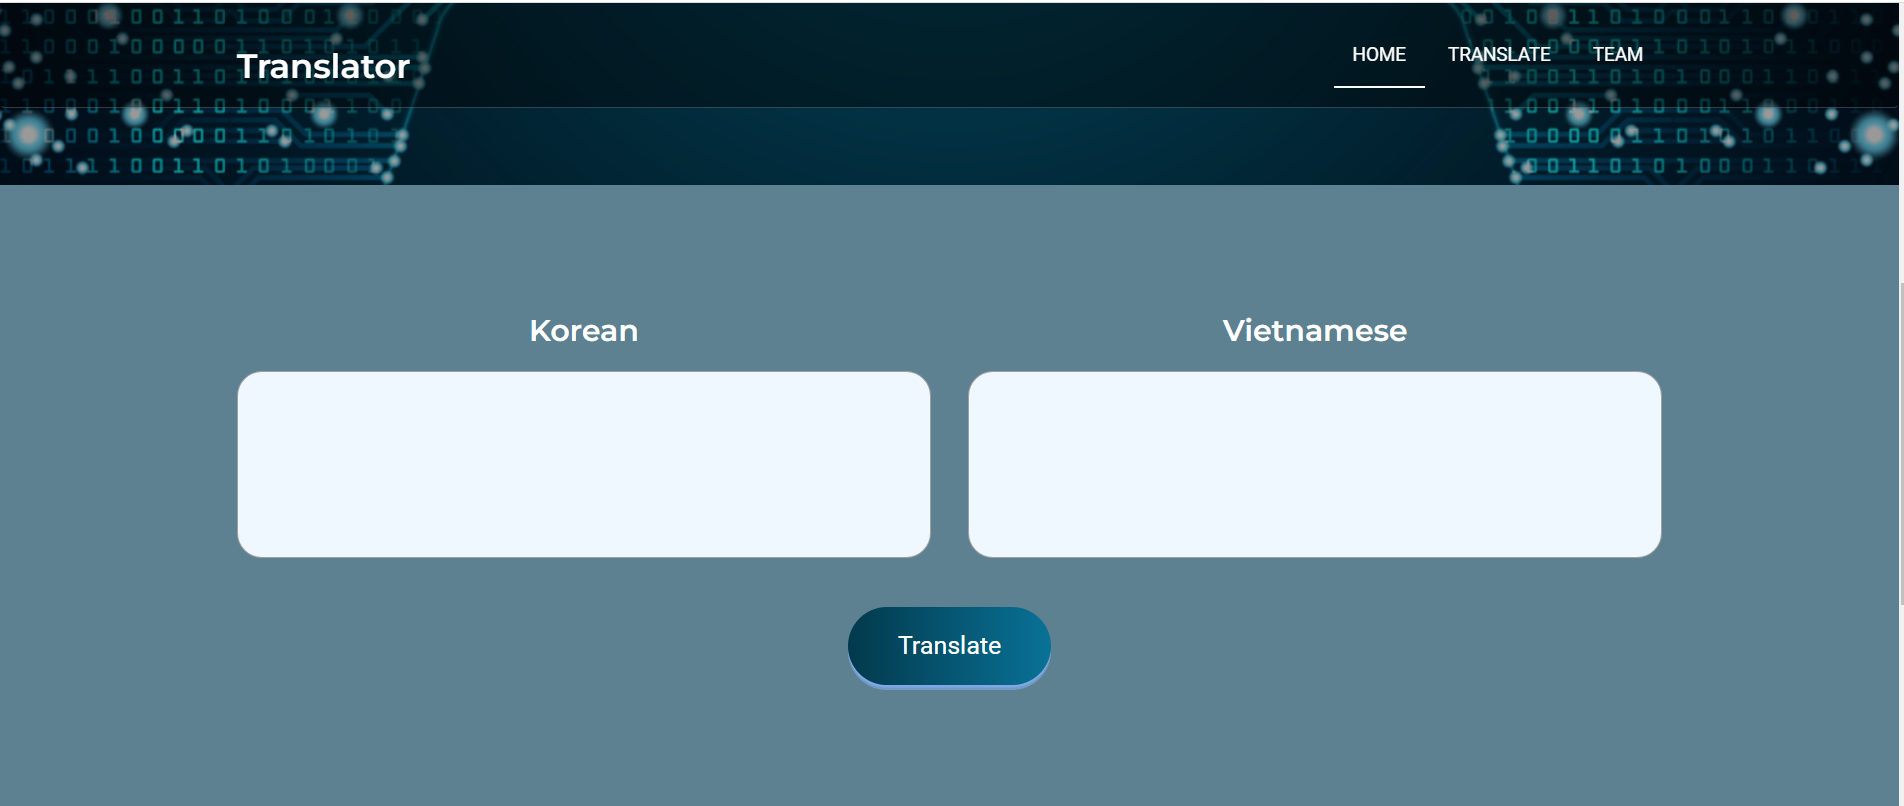 Translator
HOME TRANSLATE TEAM
Korean
Vietnamese
Translate